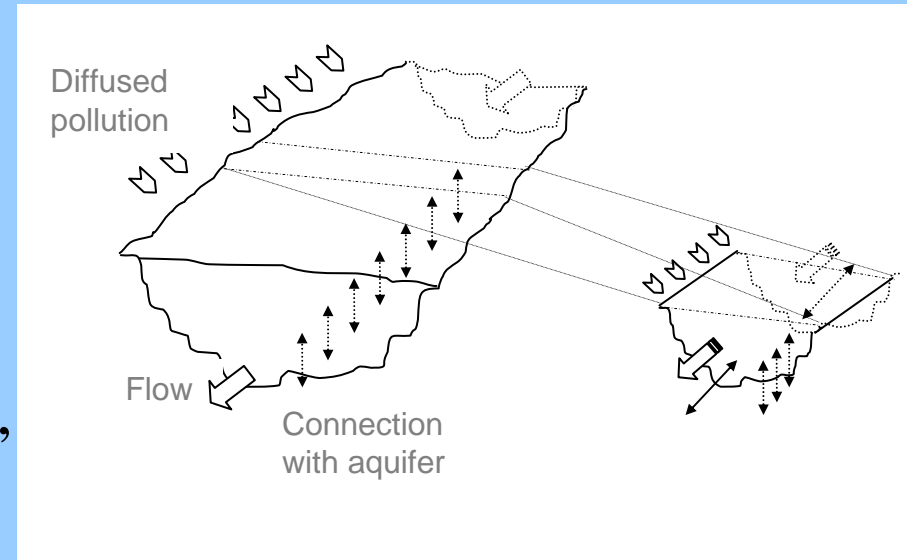 Diffused
pollution
Flow
,
Connection
with aquifer